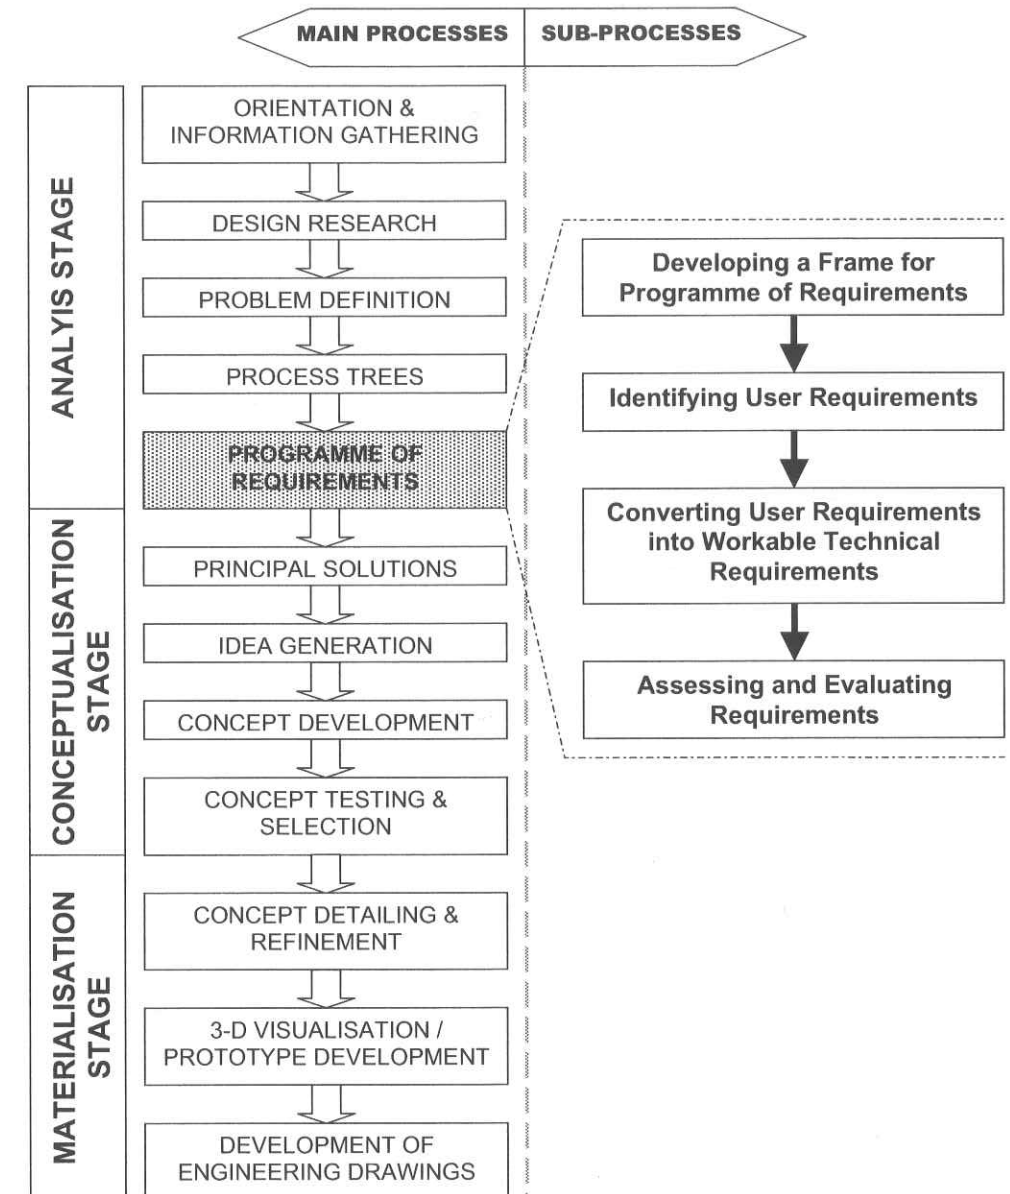 MAIN PROCESSES
SUB-PROCESSES
ANALYIS STAGE
ORIENTATION &
INFORMATION GATHERING
DESIGN RESEARCH
PROBLEM DEFINITION
PROCESS TREES
PROGRAMME OF
REQUIREMENTS
CONCEPTUALISATION
STAGE
PRINCIPAL SOLUTIONS
IDEA GENERATION
CONCEPT DEVELOPMENT
CONCEPT TESTING &
SELECTION
MATERIALISATION
STAGE
CONCEPT DETAILING &
REFINEMENT
3-D VISUALISATION /
PROTOTYPE DEVELOPMENT
DEVELOPMENT OF
ENGINEERING DRAWINGS
Developing a Frame for
Programme of Requirements
Identifying User Requirements
Converting User Requirements
into Workable Technical
Requirements
Assessing and Evaluating
Requirements